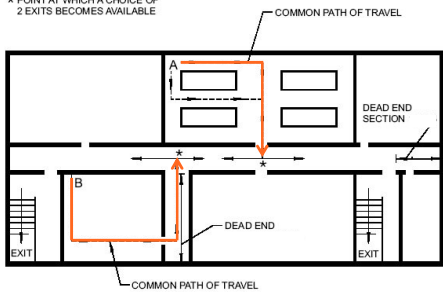 * POINT AT WHICH A CHOICE OF
2 EXITS BECOMES AVAILABLE
COMMON PATH OF TRAVEL
A
DEAD END
SECTION
*
*
B
DEAD END
EXIT
EXIT
COMMON PATH OF TRAVEL